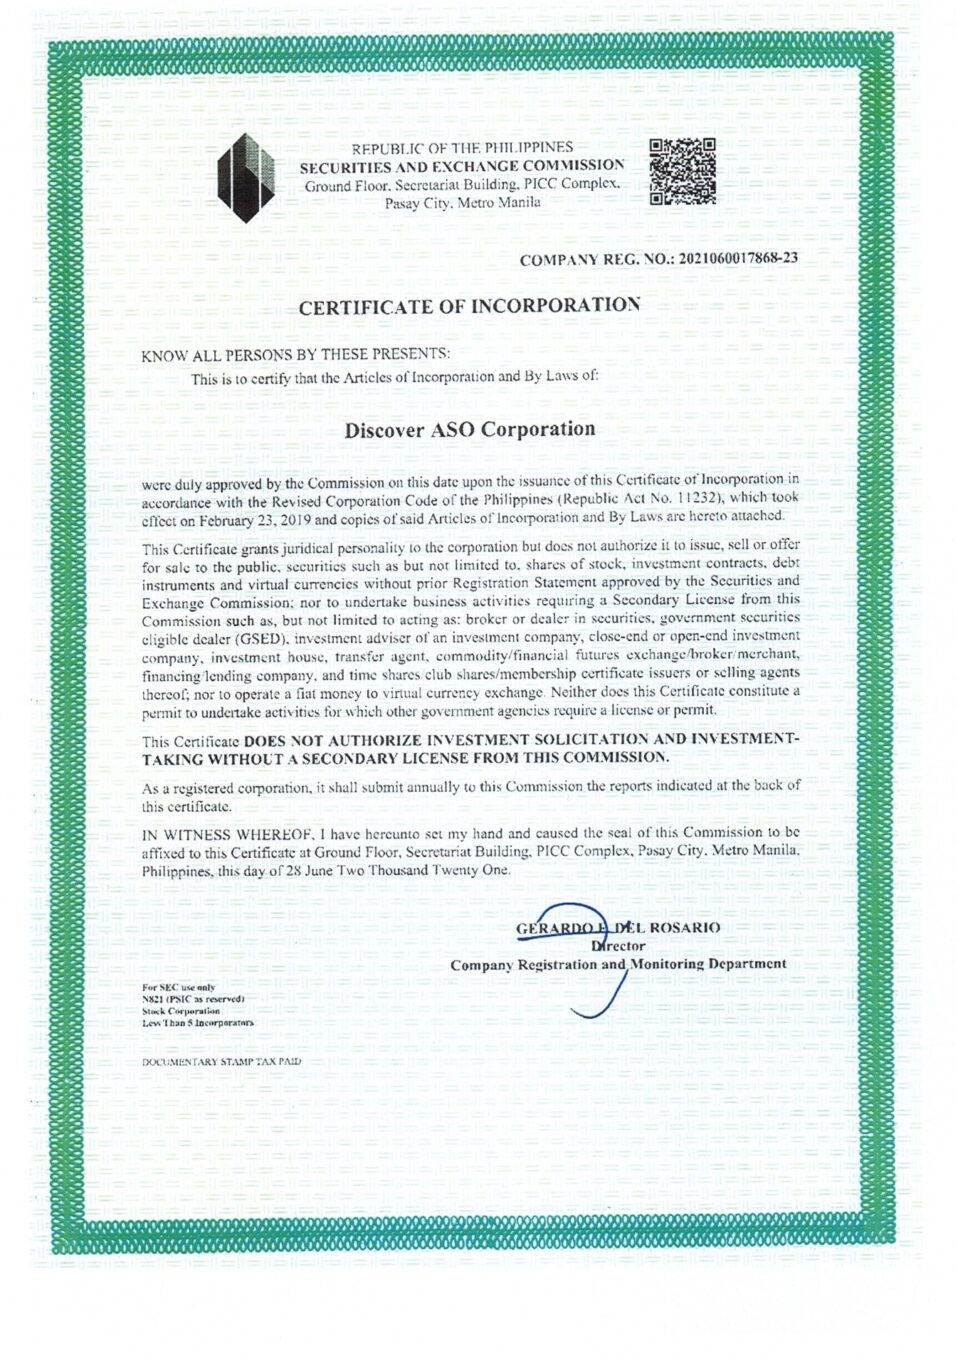 REPUBLIC OF THE PHILIPPINES
SECURITIES AND EXCHANGE COMMISSION
Ground Floor, Secretariat Building, PICC Complex,
Pasay City, Metro Manila
COMPANY REG. NO.: 2021060017868-23
CERTIFICATE OF INCORPORATION
KNOW ALL PERSONS BY THESE PRESENTS:
This is to certify that the Articles of Incorporation and By Laws of:
Discover ASO Corporation
were duly approved by the Commission on this date upon the issuance of this Certificate of Incorporation in
accordance with the Revised Corporation Code of the Philippines (Republic Act No. 11232), which took
effect on February 23, 2019 and copies of said Articles of Incorporation and By Laws are hereto attached.
This Certificate grants juridical personality to the corporation but does not authorize it to issue, sell or offer
for sale to the public, securities such as but not limited to, shares of stock, investment contracts, debt
instruments and virtual currencies without prior Registration Statement approved by the Securities and
Exchange Commission; nor to undertake business activities requiring a Secondary License from this
Commission such as, but not limited to acting as: broker or dealer in securities, government securities
eligible dealer (GSED), investment adviser of an investment company, close-end or open-end investment
company, investment house, transfer agent, commodity/financial futures exchange/broker/merchant,
financing/lending company, and time shares/club shares/membership certificate issuers or selling agents
thereof; nor to operate a fiat money to virtual currency exchange. Neither does this Certificate constitute a
permit to undertake activities for which other government agencies require a license or permit.
This Certificate DOES NOT AUTHORIZE INVESTMENT SOLICITATION AND INVESTMENT-
TAKING WITHOUT A SECONDARY LICENSE FROM THIS COMMISSION.
As a registered corporation, it shall submit annually to this Commission the reports indicated at the back of
this certificate.
IN WITNESS WHEREOF, I have hereunto set my hand and caused the seal of this Commission to be
affixed to this Certificate at Ground Floor, Secretariat Building, PICC Complex, Pasay City, Metro Manila,
Philippines, this day of 28 June Two Thousand Twenty One.
GERARDO F. DEL ROSARIO
Director
Company Registration and Monitoring Department
For SEC use only
N821 (PSIC as reserved)
Stock Corporation
Less Than 5 Incorporators
DOCUMENTARY STAMP TAX PAID